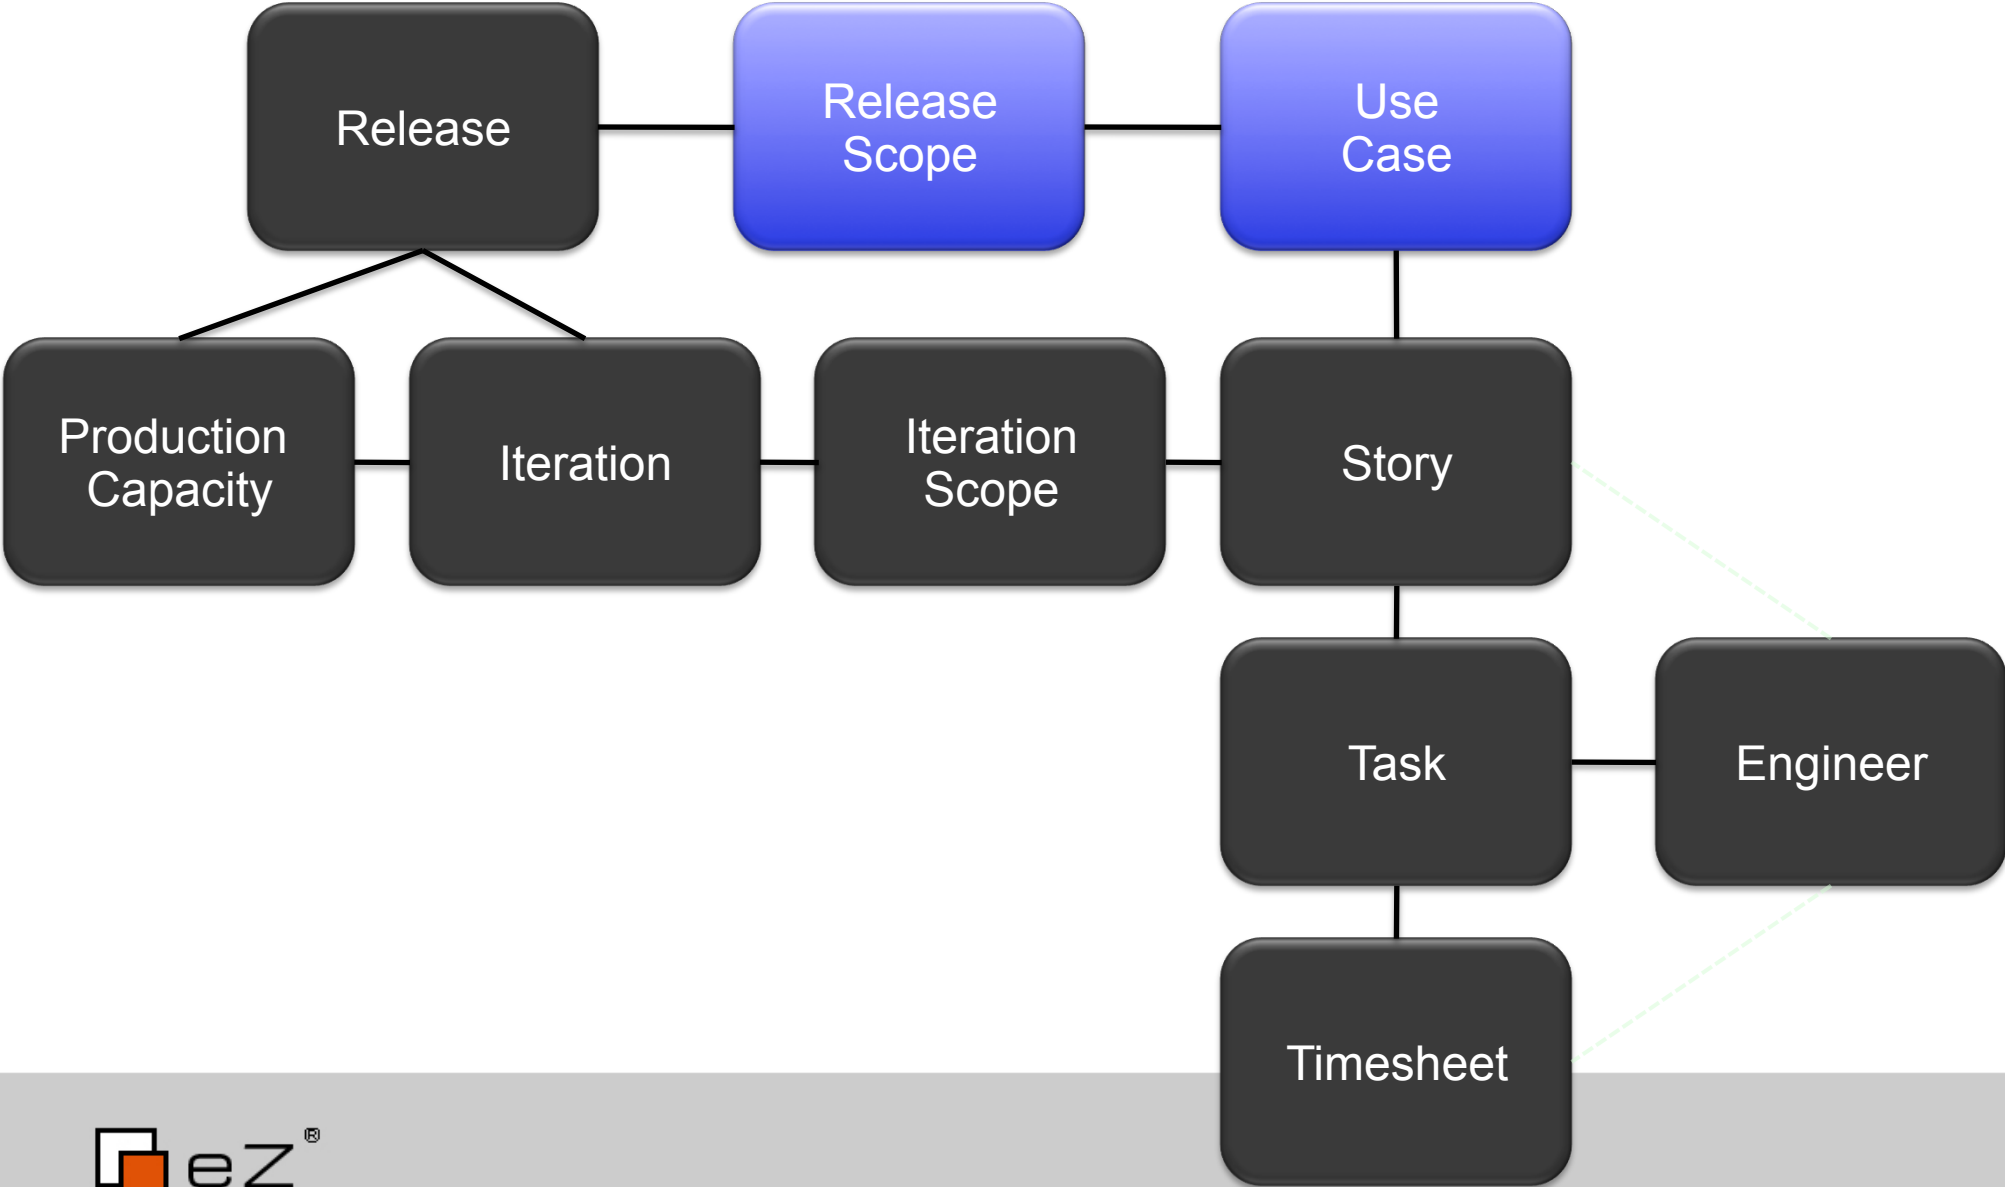 Release
Release
Scope
Use
Case
Production
Capacity
Iteration
Iteration
Scope
Story
Task
Engineer
Timesheet
eZ®